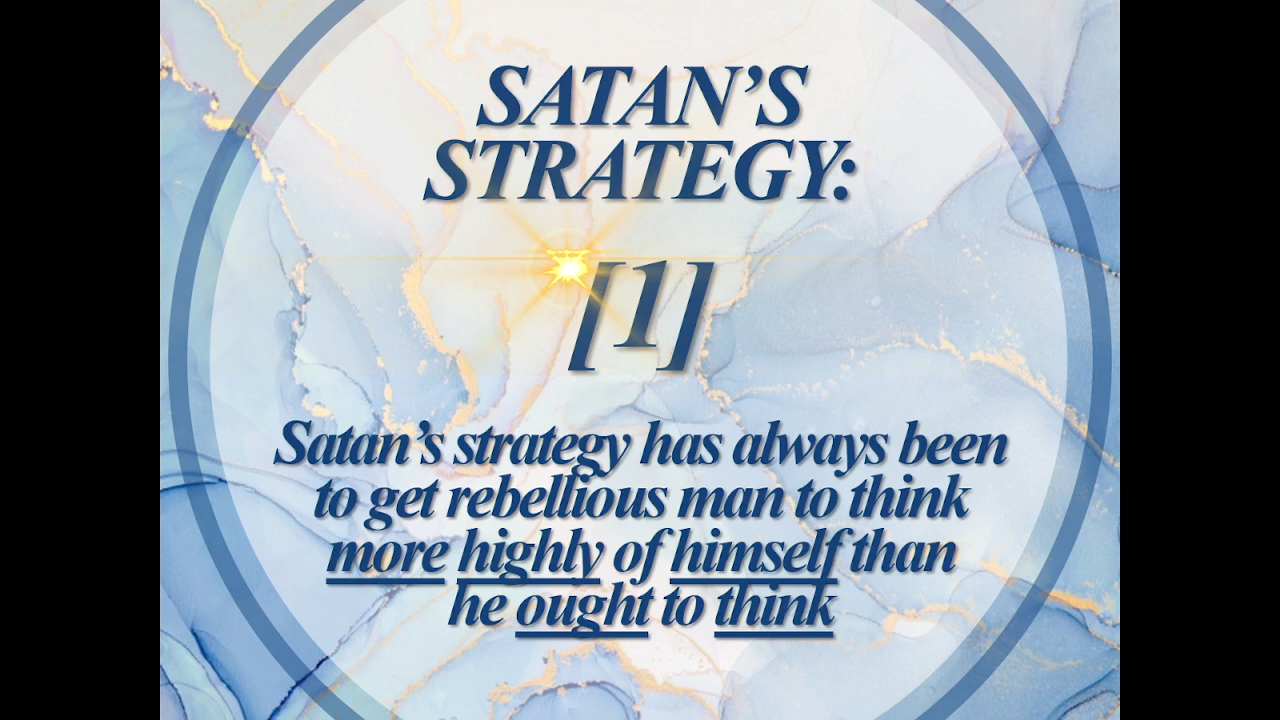 SATAN’S
STRATEGY:
[1]
Satan’s strategy has always been
to get rebellious man to think
more highly of himself than
he ought to think